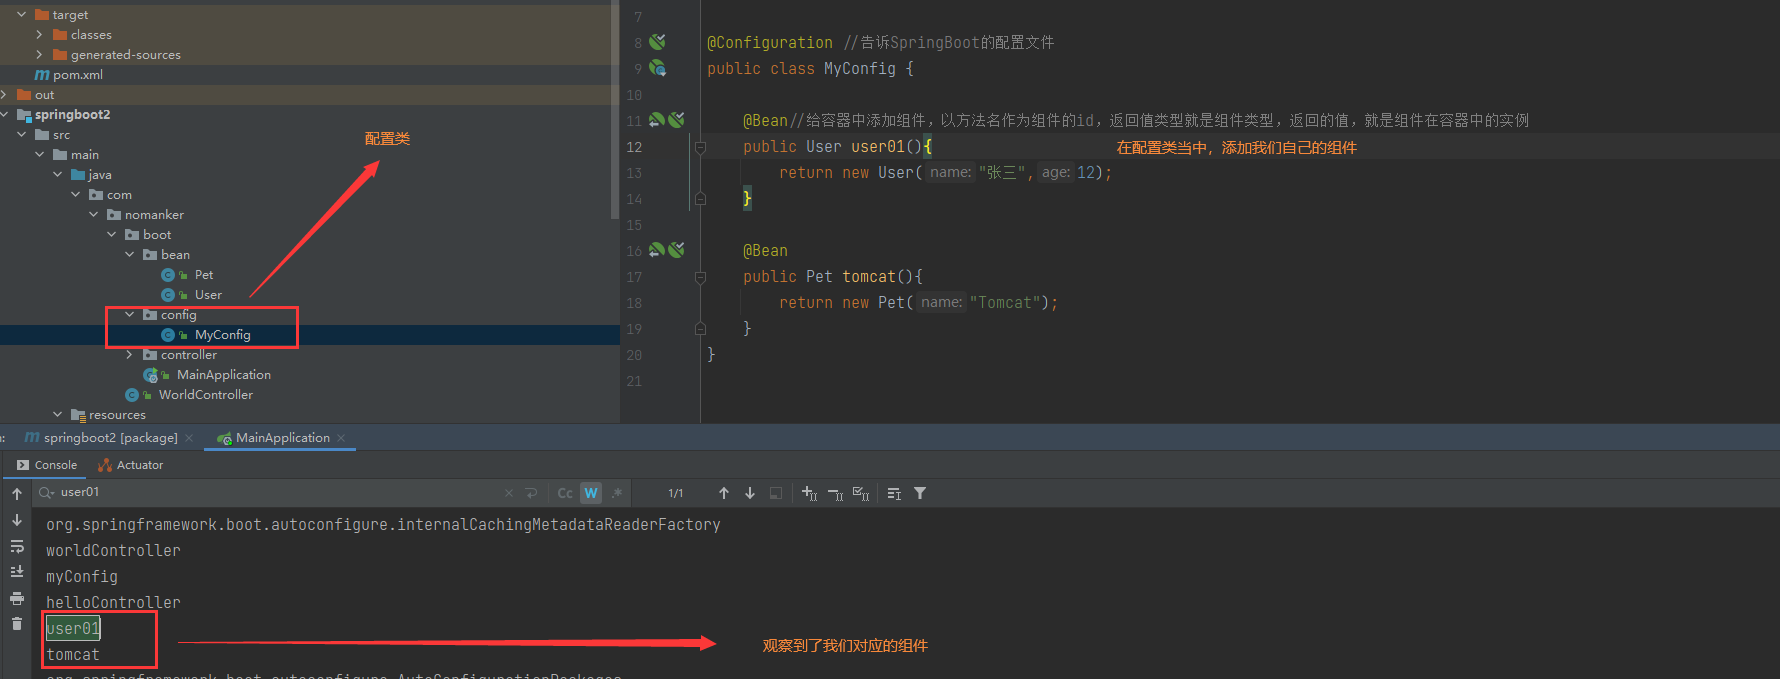 target
classes
generated-sources
pom.xml
out
springboot2
src
main
java
com
nomanker
boot
bean
Pet
User
config
MyConfig
controller
MainApplication
WorldController
resources
配置类
7
8 @Configuration //告诉SpringBoot的配置文件
9 public class MyConfig {
10
11 @Bean//给容器中添加组件，以方法名作为组件的id，返回值类型就是组件类型，返回的值，就是组件在容器中的实例
12 public User user01(){ 在配置类当中，添加我们自己的组件
13 return new User( name: "张三", age: 12);
14 }
15
16 @Bean
17 public Pet tomcat(){
18 return new Pet( name: "Tomcat");
19 }
20 }
21
springboot2 [package] × MainApplication ×
Console Actuator
user01 × Cc W .* 1/1
org.springframework.boot.autoconfigure.internalCachingMetadataReaderFactory
worldController
myConfig
helloController
user01
tomcat
观察到了我们对应的组件
org.springframework.boot.autoconfigure.AutoConfigurationPackages